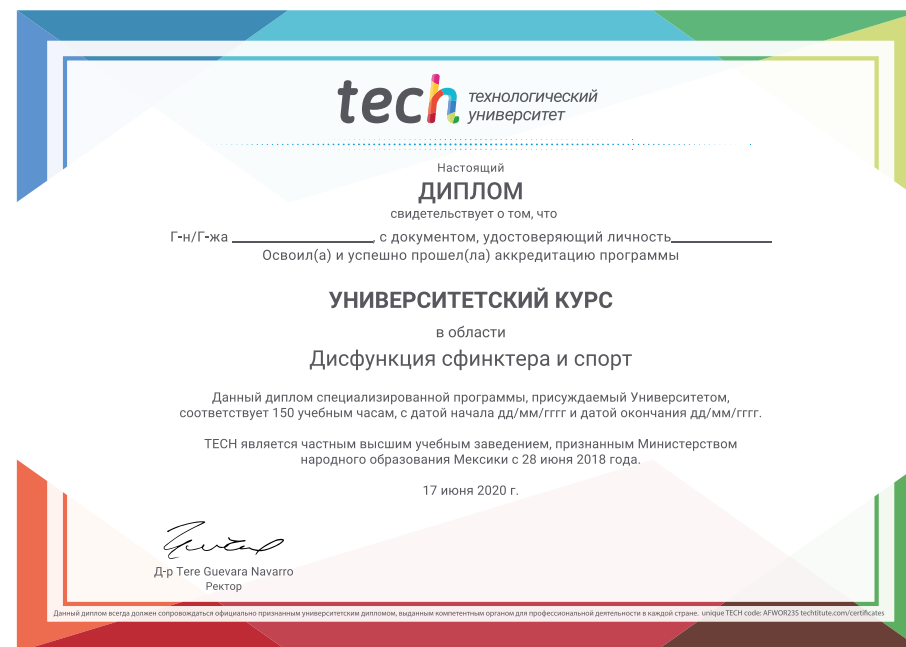 tech технологический
университет
Настоящий
ДИПЛОМ
свидетельствует о том, что
Г-н/Г-жа ____________________, с документом, удостоверяющий личность______________
Освоил(а) и успешно прошел(ла) аккредитацию программы
УНИВЕРСИТЕТСКИЙ КУРС
в области
Дисфункция сфинктера и спорт
Данный диплом специализированной программы, присуждаемый Университетом,
соответствует 150 учебным часам, с датой начала дд/мм/гггг и датой окончания дд/мм/гггг.
TECH является частным высшим учебным заведением, признанным Министерством
народного образования Мексики с 28 июня 2018 года.
17 июня 2020 г.
Д-р Tere Guevara Navarro
Ректор
Данный диплом всегда должен сопровождаться официально признанным университетским дипломом, выданным компетентным органом для профессиональной деятельности в каждой стране. unique TECH code: AFWOR23S techtitute.com/certificates